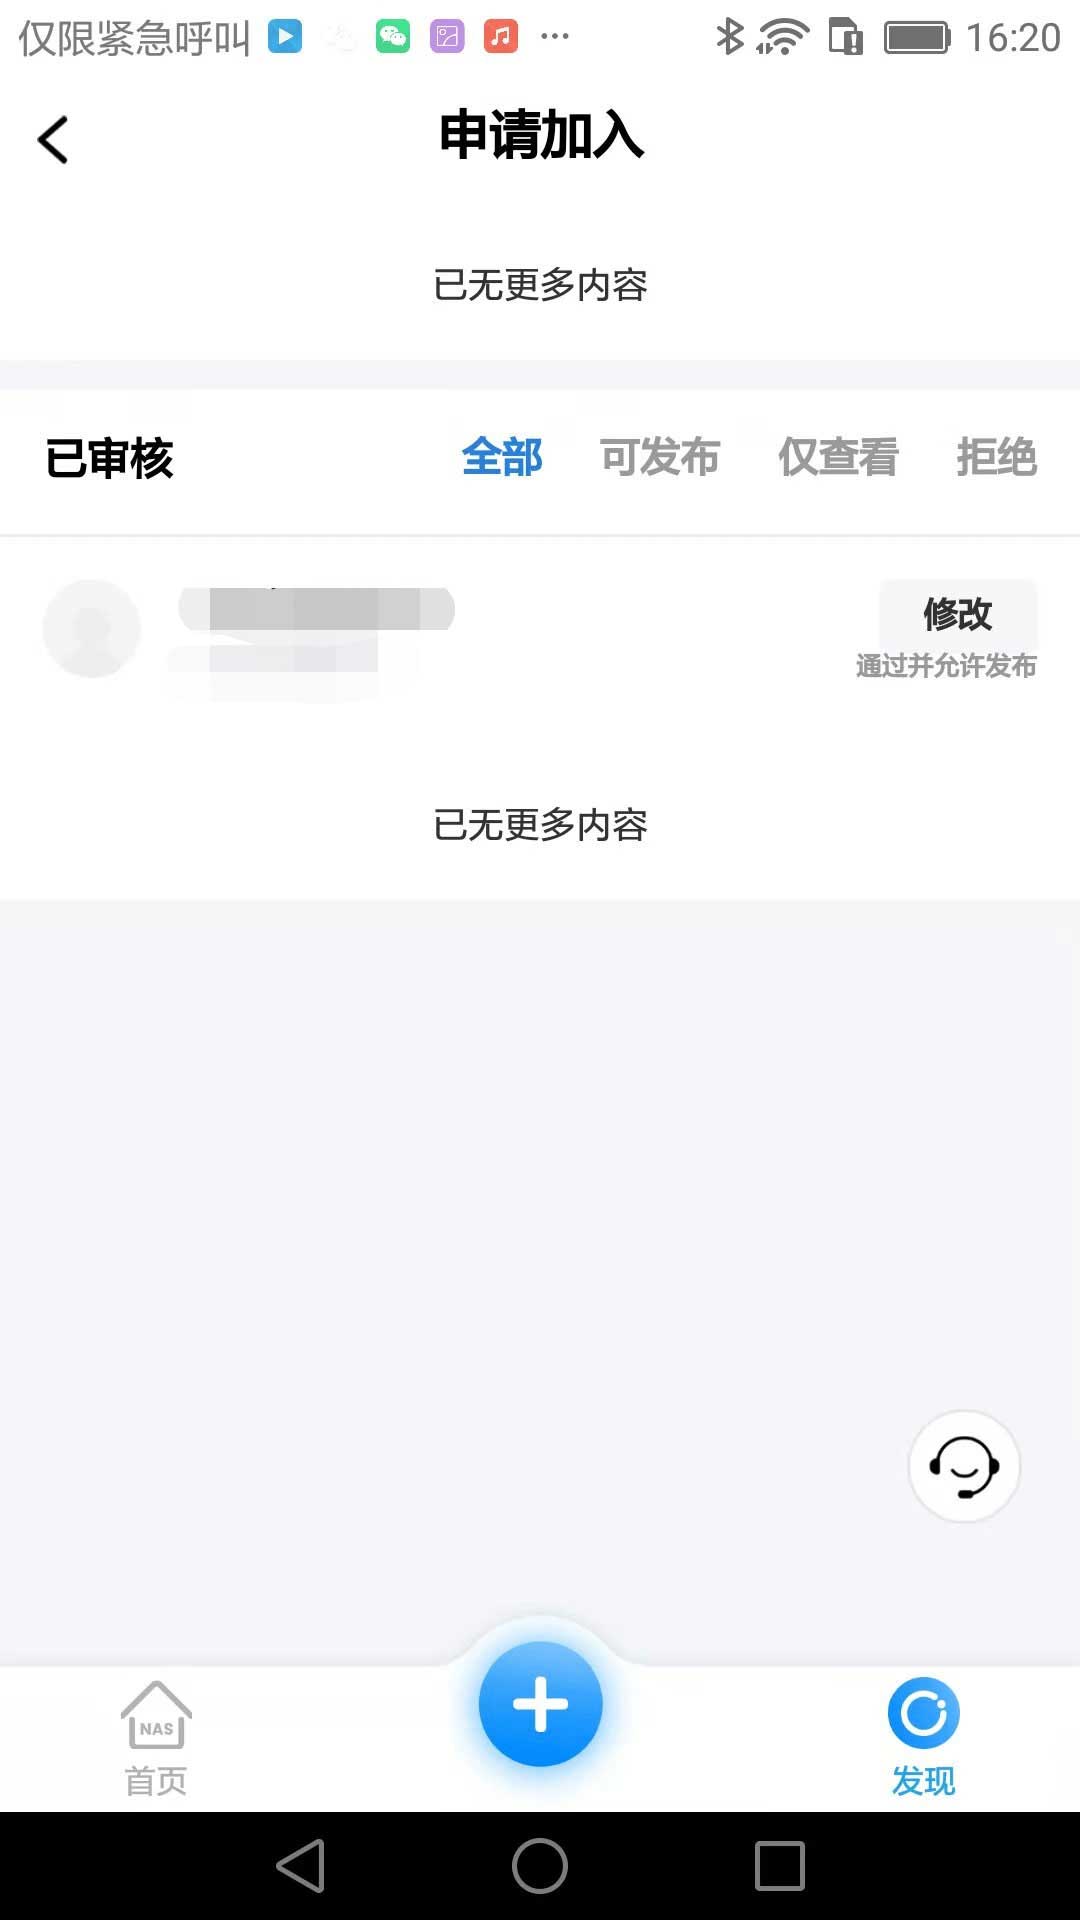 仅限紧急呼叫 16:20
申请加入
已无更多内容
已审核 全部 可发布 仅查看 拒绝
修改
通过并允许发布
已无更多内容
NAS
首页 发现